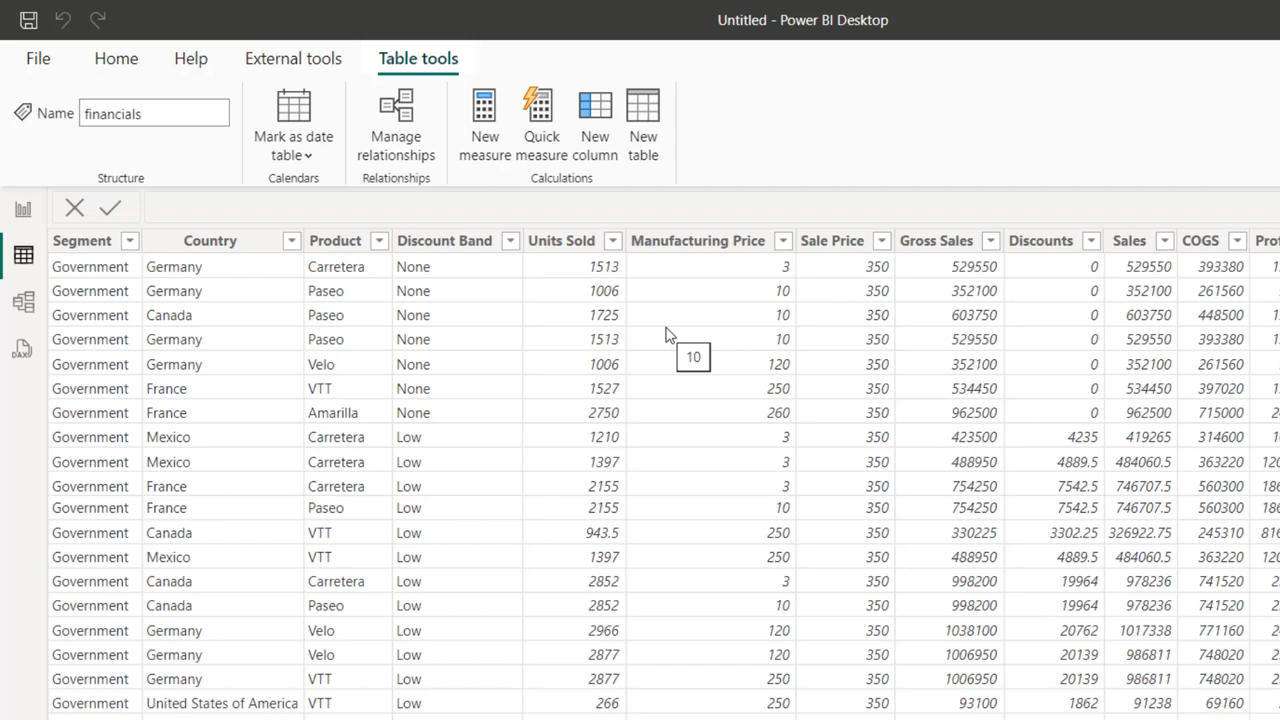 Untitled - Power BI Desktop
File Home Help External tools Table tools
Name financials
Mark as date table
Manage relationships
New measure
Quick measure
New column
New table
Structure Calendars Relationships Calculations
Segment Country Product Discount Band Units Sold Manufacturing Price Sale Price Gross Sales Discounts Sales COGS
Government Germany Carretera None 1513 3 350 529550 0 529550 393380
Government Germany Paseo None 1006 10 350 352100 0 352100 261560
Government Canada Paseo None 1725 10 350 603750 0 603750 448500
Government Germany Paseo None 1513 10 350 529550 0 529550 393380
10
Government Germany Velo None 1006 120 350 352100 0 352100 261560
Government France VTT None 1527 250 350 534450 0 534450 397020
Government France Amarilla None 2750 260 350 962500 0 962500 715000
Government Mexico Carretera Low 1210 3 350 423500 4235 419265 314600
Government Mexico Carretera Low 1397 3 350 488950 4889.5 484060.5 363220
Government France Carretera Low 2155 3 350 754250 7542.5 746707.5 560300
Government France Paseo Low 2155 10 350 754250 7542.5 746707.5 560300
Government Canada VTT Low 943.5 250 350 330225 3302.25 326922.75 245310
Government Mexico VTT Low 1397 250 350 488950 4889.5 484060.5 363220
Government Canada Carretera Low 2852 3 350 998200 19964 978236 741520
Government Canada Paseo Low 2852 10 350 998200 19964 978236 741520
Government Germany Velo Low 2966 120 350 1038100 20762 1017338 771160
Government Germany Velo Low 2877 120 350 1006950 20139 986811 748020
Government Germany VTT Low 2877 250 350 1006950 20139 986811 748020
Government United States of America VTT Low 266 250 350 93100 1862 91238 69160
DAX